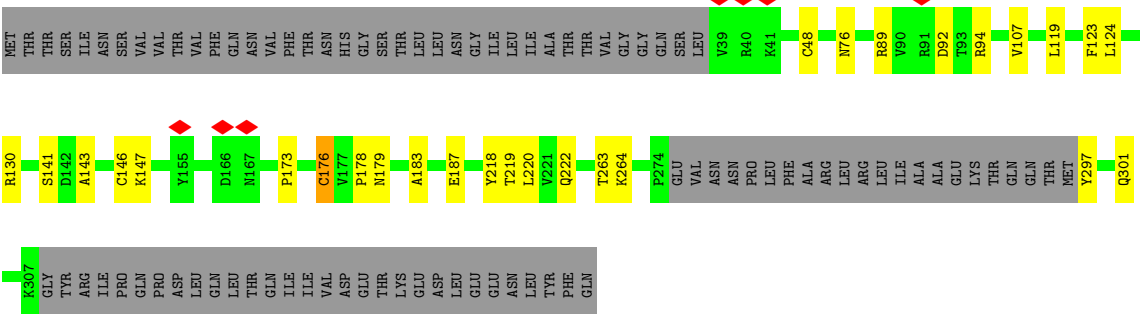 MET THR THR SER ILE ASN SER VAL VAL THR VAL PHE GLN ASN VAL PHE THR ASN HIS GLY SER THR LEU LEU ASN GLY ILE LEU ILE ALA THR THR VAL GLY GLY GLN SER LEU V39 R40 K41 C48 N76 R89 V90 R91 D92 T93 R94 V107 L119 F123 L124
R130 S141 D142 A143 C146 K147 Y155 D166 N167 P173 C176 V177 P178 N179 A183 E187 Y218 T219 L220 V221 Q222 T263 K264 P274 GLU VAL ASN ASN PRO LEU PHE ALA ARG LEU ARG LEU ILE ALA ALA GLU LYS THR GLN GLN THR MET Y297 Q301
K307 GLY TYR ARG ILE PRO GLN PRO ASP LEU GLN LEU THR GLN ILE ILE VAL ASP GLU THR LYS GLU ASP LEU GLU GLU ASN LEU TYR PHE GLN